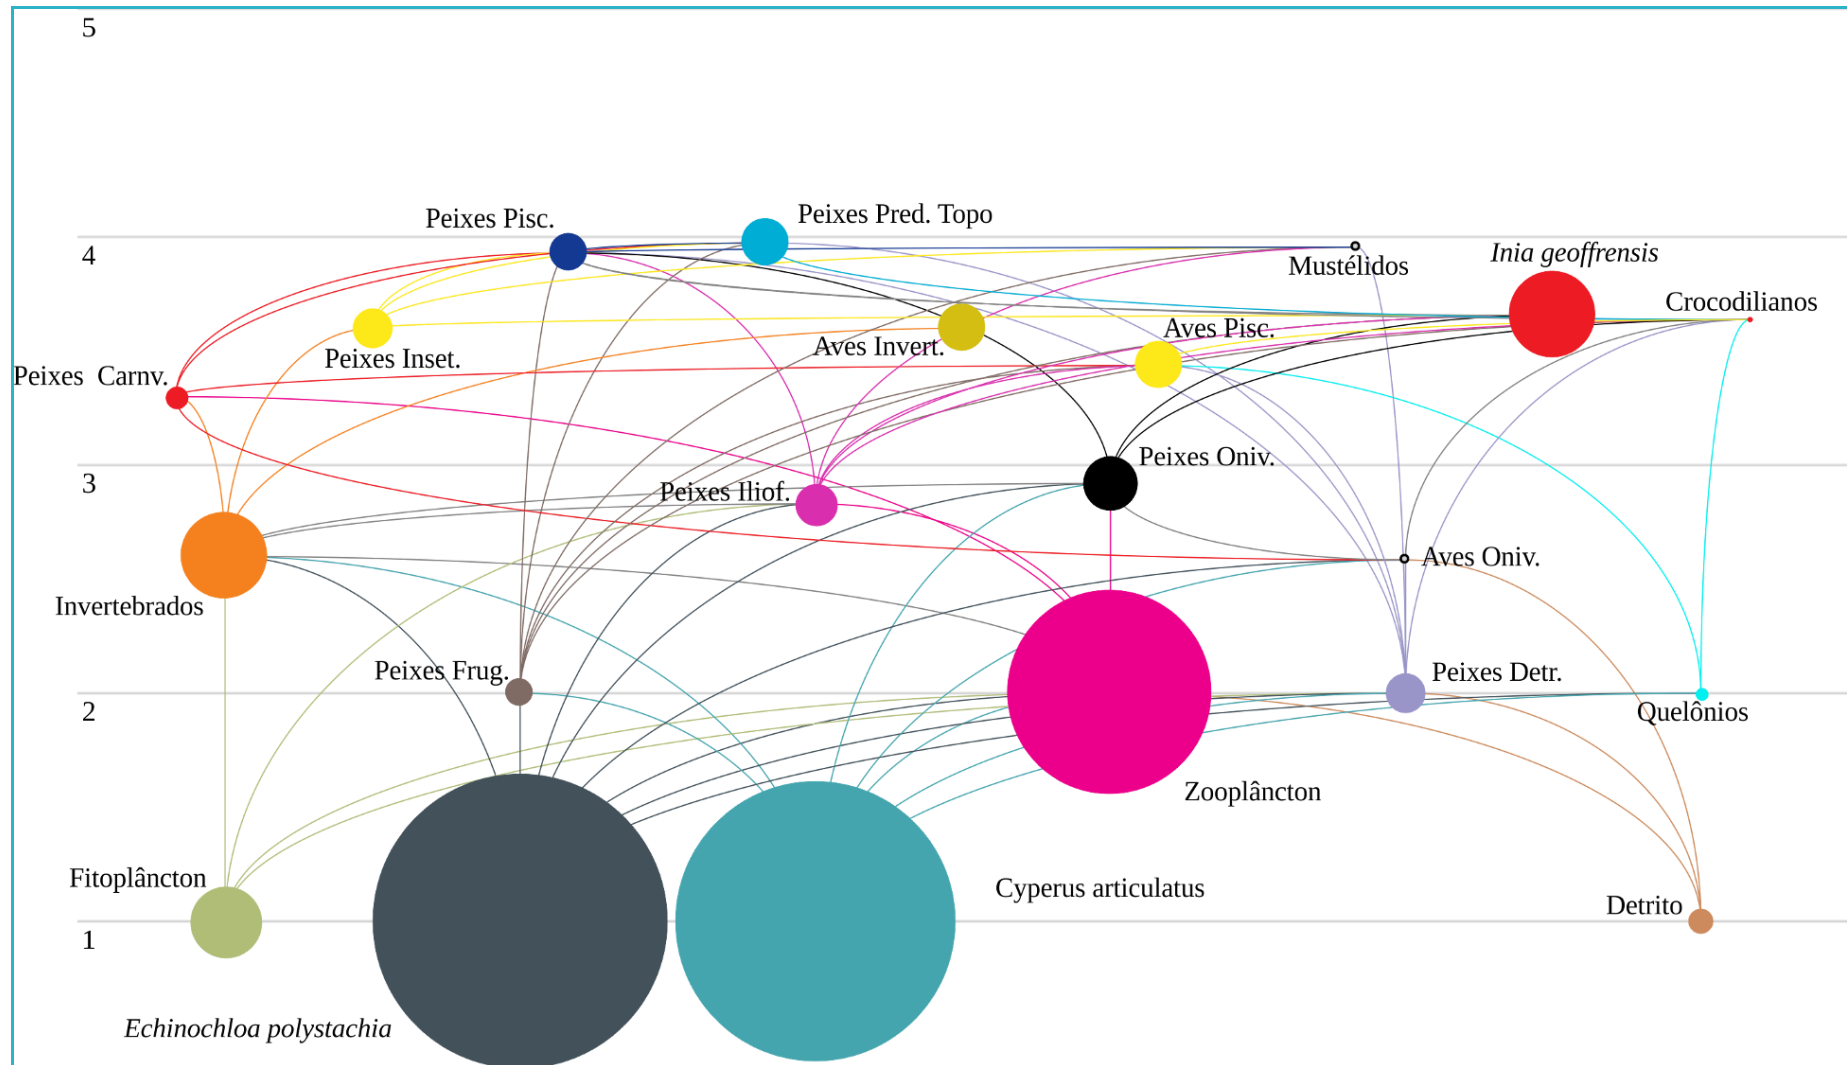 5
Peixes Pisc.
Peixes Pred. Topo
4
Mustélidos
Inia geoffrensis
Crocodilianos
Peixes Inset.
Aves Invert.
Aves Pisc.
Peixes Carnv.
3
Peixes Iliof.
Peixes Oniv.
Aves Oniv.
Invertebrados
Peixes Frug.
2
Peixes Detr.
Quelônios
Zooplâncton
Fitoplâncton
Cyperus articulatus
Detrito
1
Echinochloa polystachia